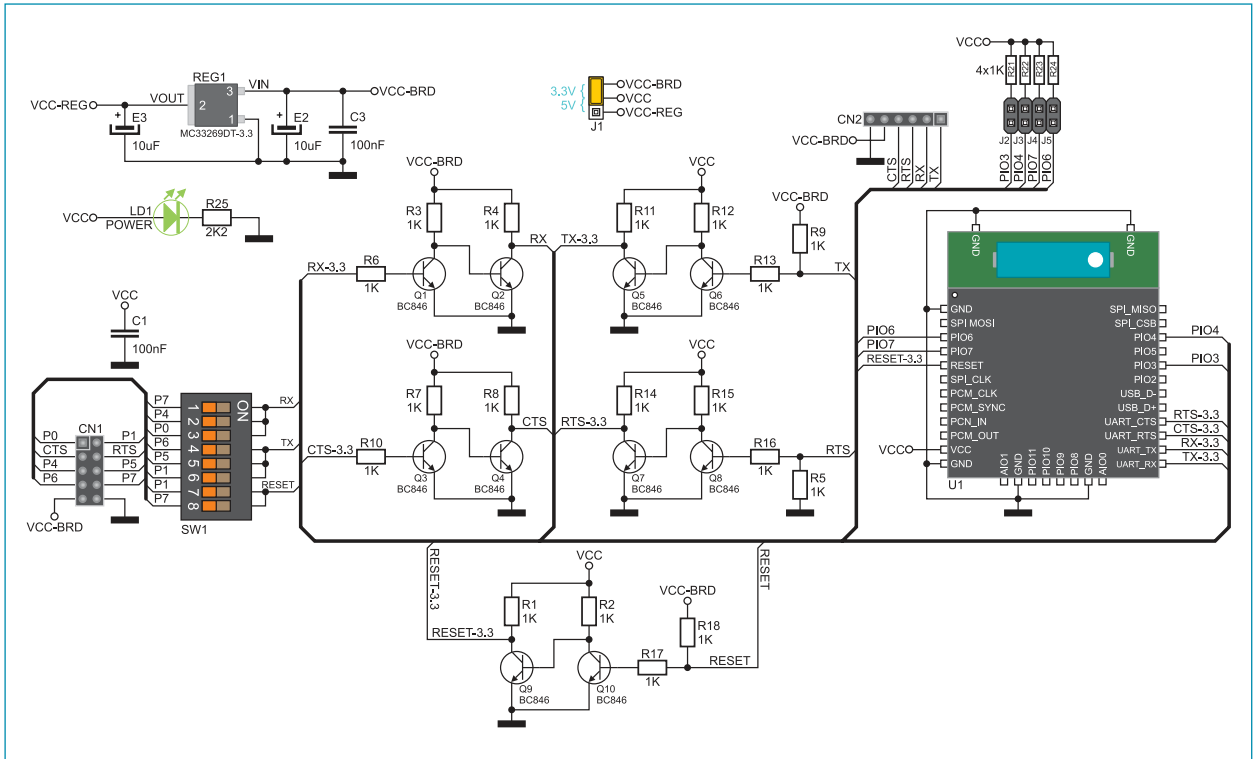 REG1
VCC-REG
VOUT
2
3
1
VIN
VCC-BRD
MC33269DT-3.3
E3
10uF
E2
10uF
C3
100nF
3.3V
5V
VCC-BRD
VCC
VCC-REG
J1
VCC
4x1K
R21
R22
R23
R24
J2
J3
J4
J5
PIO3
PIO4
PIO7
PIO6
CN2
VCC-BRD
CTS
RTS
RX
TX
VCC
LD1
POWER
R25
2K2
VCC
C1
100nF
VCC-BRD
R3
1K
R4
1K
RX-3.3
R6
1K
Q1
BC846
Q2
BC846
RX
VCC
R11
1K
R12
1K
TX-3.3
Q5
BC846
Q6
BC846
R13
1K
VCC-BRD
R9
1K
TX
VCC-BRD
R7
1K
R8
1K
CTS-3.3
R10
1K
Q3
BC846
Q4
BC846
CTS
VCC
R14
1K
R15
1K
RTS-3.3
Q7
BC846
Q8
BC846
R16
1K
RTS
R5
1K
CN1
P0
CTS
P4
P6
P1
RTS
P5
P7
VCC-BRD
P7
P4
P0
P6
P5
P1
P1
P7
ON
1
2
3
4
5
6
7
8
SW1
RX
TX
RESET
RESET-3.3
RESET
VCC
R1
1K
R2
1K
RESET-3.3
Q9
BC846
Q10
BC846
R17
1K
VCC-BRD
R18
1K
RESET
GND
GND
PIO6
PIO7
RESET-3.3
VCC
GND
SPI MOSI
PIO6
PIO7
RESET
SPI_CLK
PCM_CLK
PCM_SYNC
PCN_IN
PCM_OUT
VCC
GND
SPI_MISO
SPI_CSB
PIO4
PIO5
PIO3
PIO2
USB_D-
USB_D+
UART_CTS
UART_RTS
UART_TX
UART_RX
AIO1
GND
PIO11
PIO10
PIO9
PIO8
GND
AIO0
U1
PIO4
PIO3
RTS-3.3
CTS-3.3
RX-3.3
TX-3.3